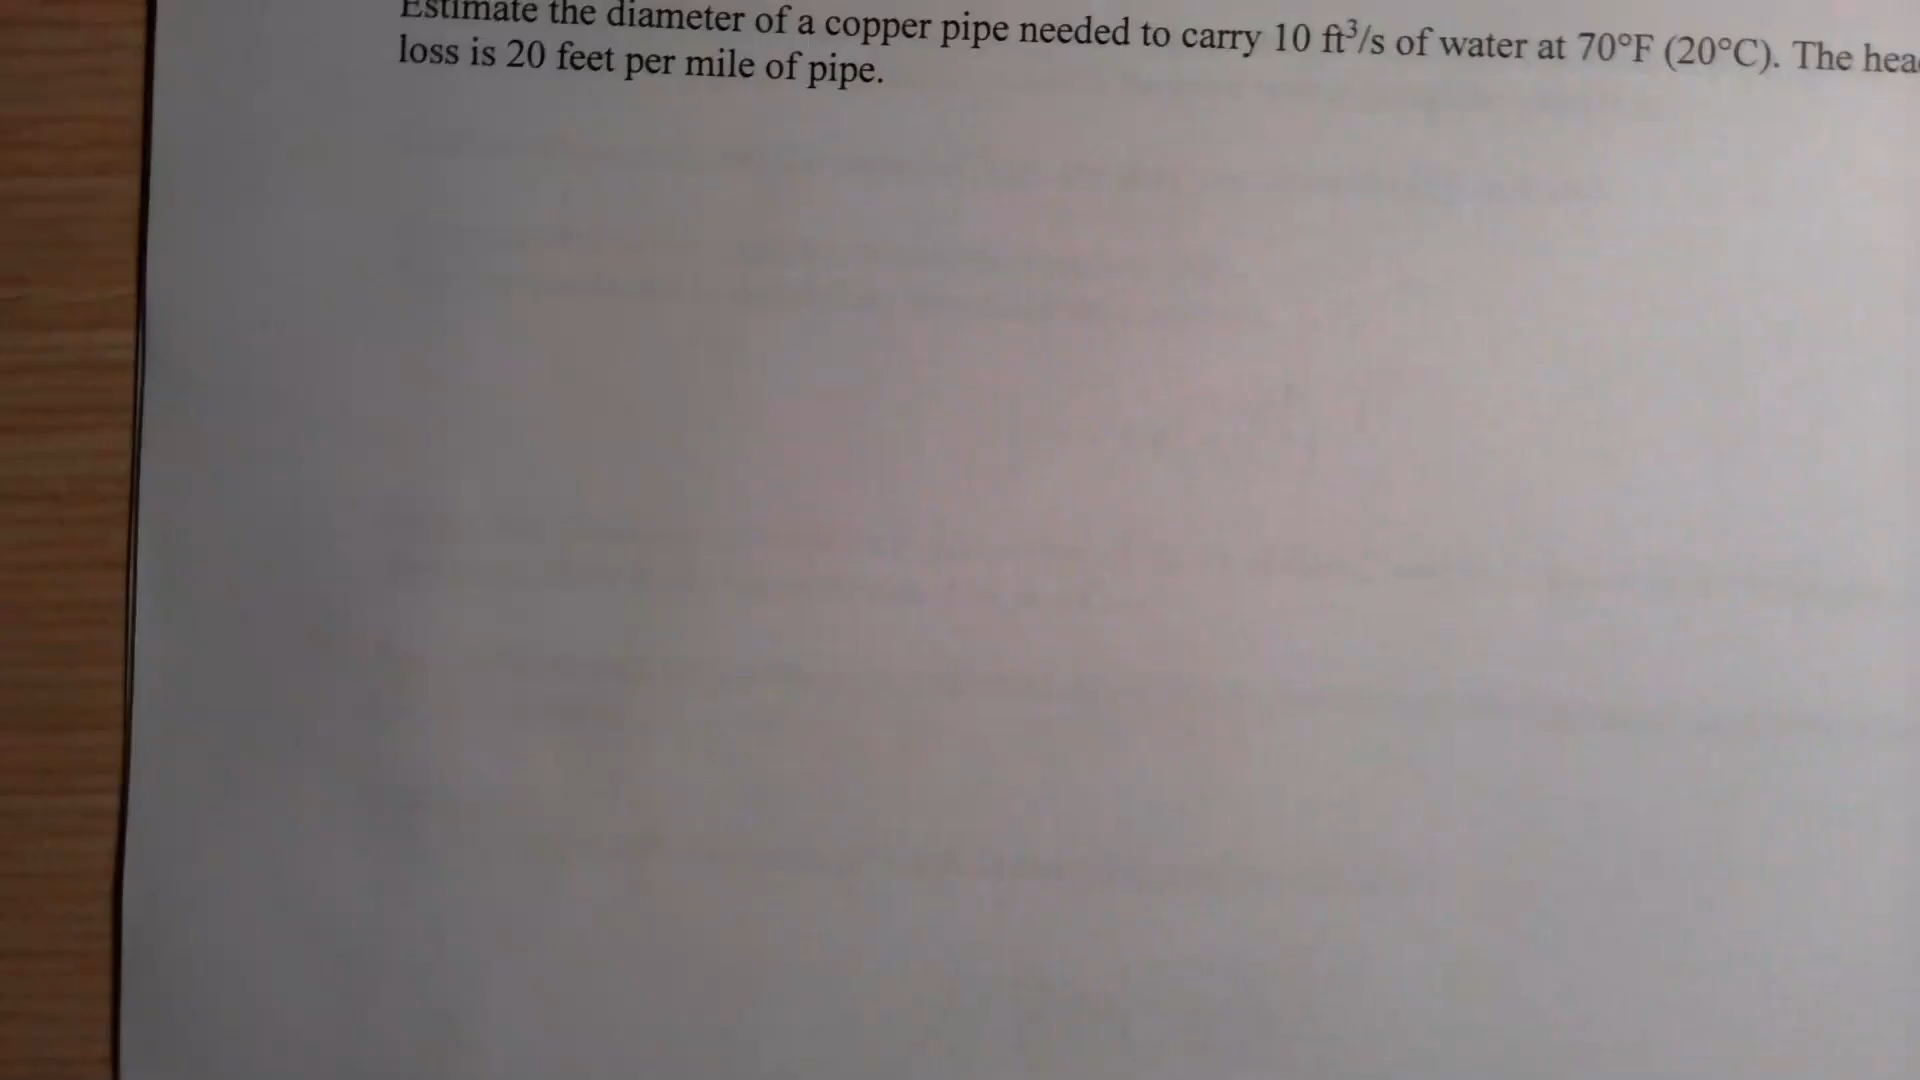 Estimate the diameter of a copper pipe needed to carry 10 ft³/s of water at 70°F (20°C). The hea
loss is 20 feet per mile of pipe.